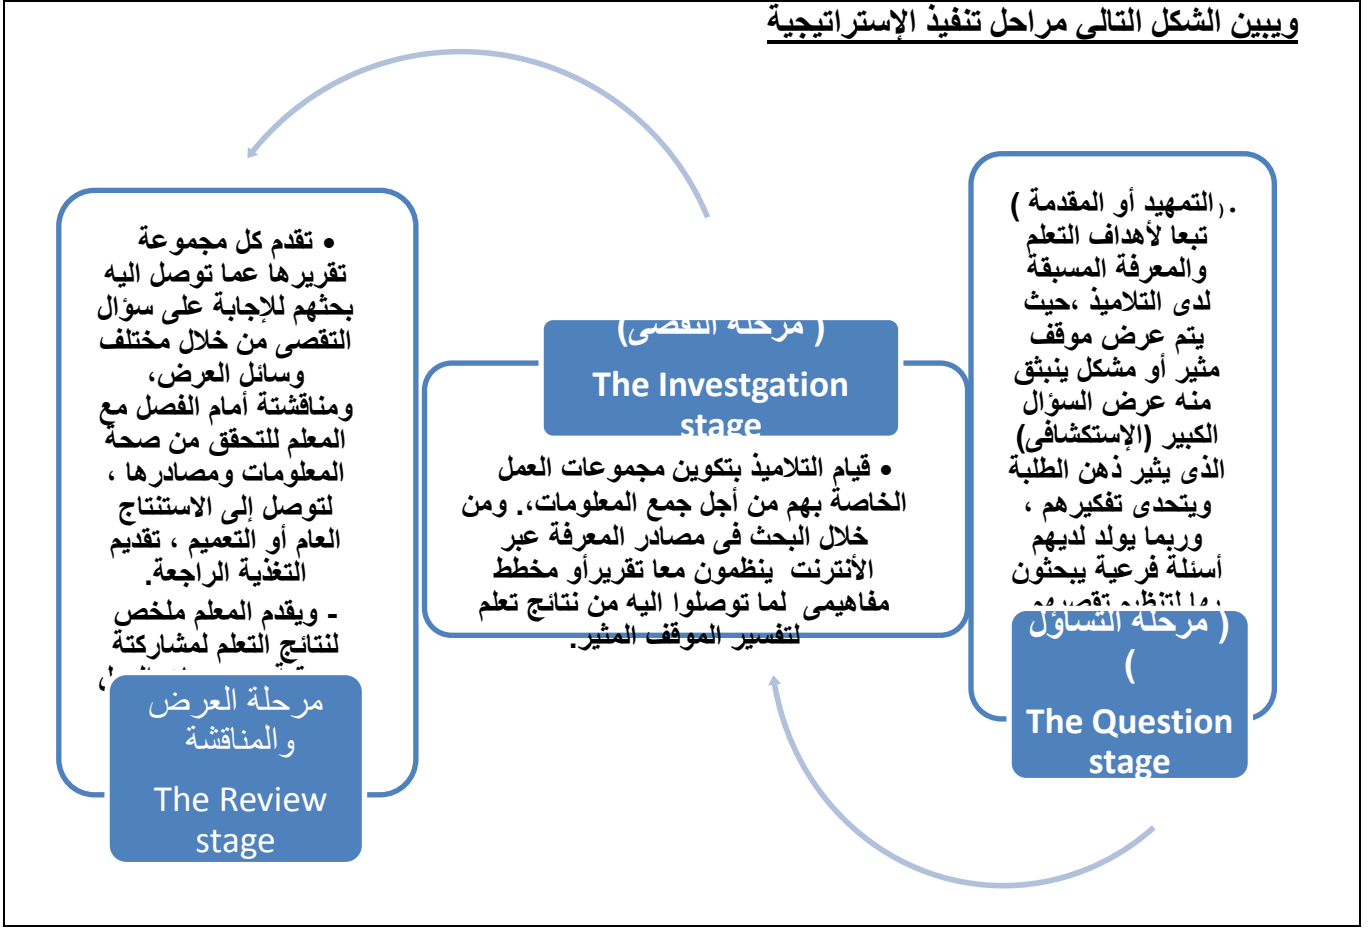 ويبين الشكل التالى مراحل تنفيذ الإستراتيجية
. (التمهيد أو المقدمة )
تبعا لأهداف التعلم
والمعرفة المسبقة
لدى التلاميذ ،حيث
يتم عرض موقف
مثير أو مشكل ينبثق
منه عرض السؤال
الكبير (الإستكشافى)
الذى يثير ذهن الطلبة
ويتحدى تفكيرهم ،
وربما يولد لديهم
أسئلة فرعية يبحثون
بها لتنظيم تقصيهم
( مرحلة التساؤل
)
The Question
stage
( مرحلة التقصى)
The Investgation
stage
• قيام التلاميذ بتكوين مجموعات العمل
الخاصة بهم من أجل جمع المعلومات،. ومن
خلال البحث فى مصادر المعرفة عبر
الأنترنت ينظمون معا تقريرأو مخطط
مفاهيمى لما توصلوا اليه من نتائج تعلم
لتفسير الموقف المثير.
• تقدم كل مجموعة
تقريرها عما توصل اليه
بحثهم للإجابة على سؤال
التقصى من خلال مختلف
وسائل العرض،
ومناقشتة أمام الفصل مع
المعلم للتحقق من صحة
المعلومات ومصادرها ،
لتوصل إلى الاستنتاج
العام أو التعميم ، تقديم
التغذية الراجعة.
- ويقدم المعلم ملخص
لنتائج التعلم لمشاركتة
مرحلة العرض
والمناقشة
The Review
stage